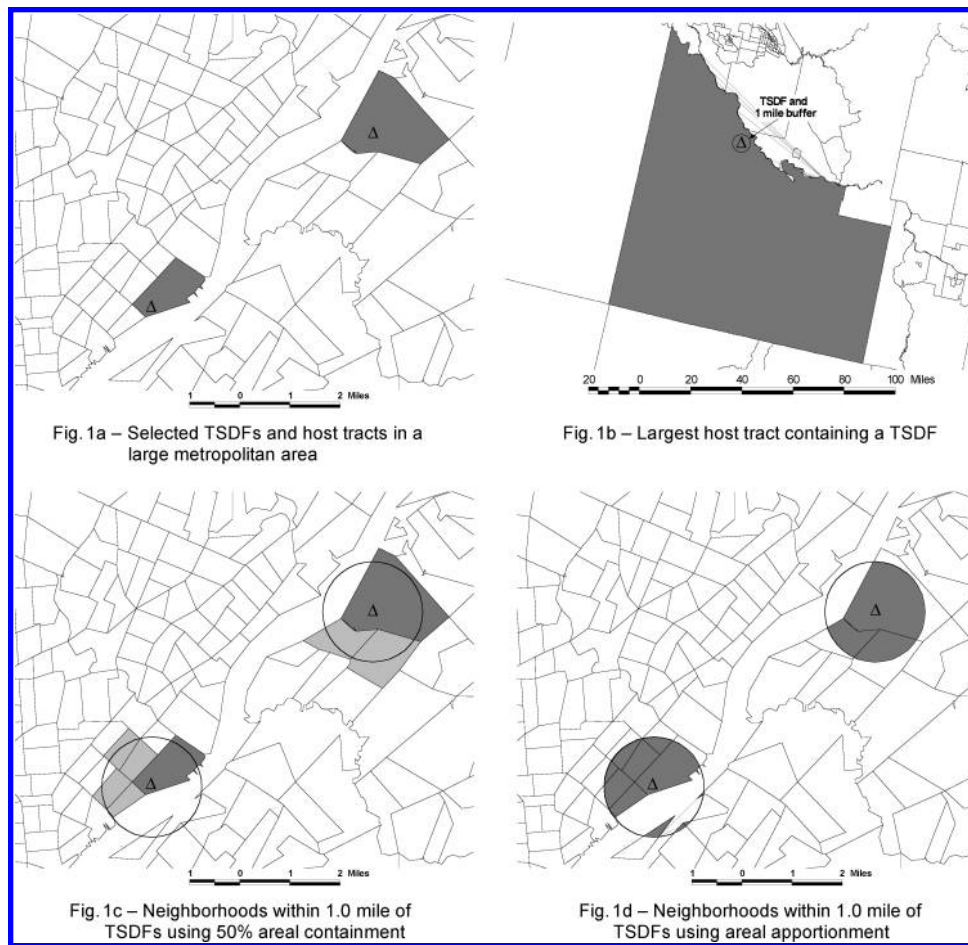 Δ
Δ
1 0 1 2 Miles
Fig. 1a – Selected TSDFs and host tracts in a
large metropolitan area
TSDF and
1 mile buffer
Δ
20 0 20 40 60 80 100 Miles
Fig. 1b – Largest host tract containing a TSDF
Δ
Δ
1 0 1 2 Miles
Fig. 1c – Neighborhoods within 1.0 mile of
TSDFs using 50% areal containment
Δ
Δ
1 0 1 2 Miles
Fig. 1d – Neighborhoods within 1.0 mile of
TSDFs using areal apportionment